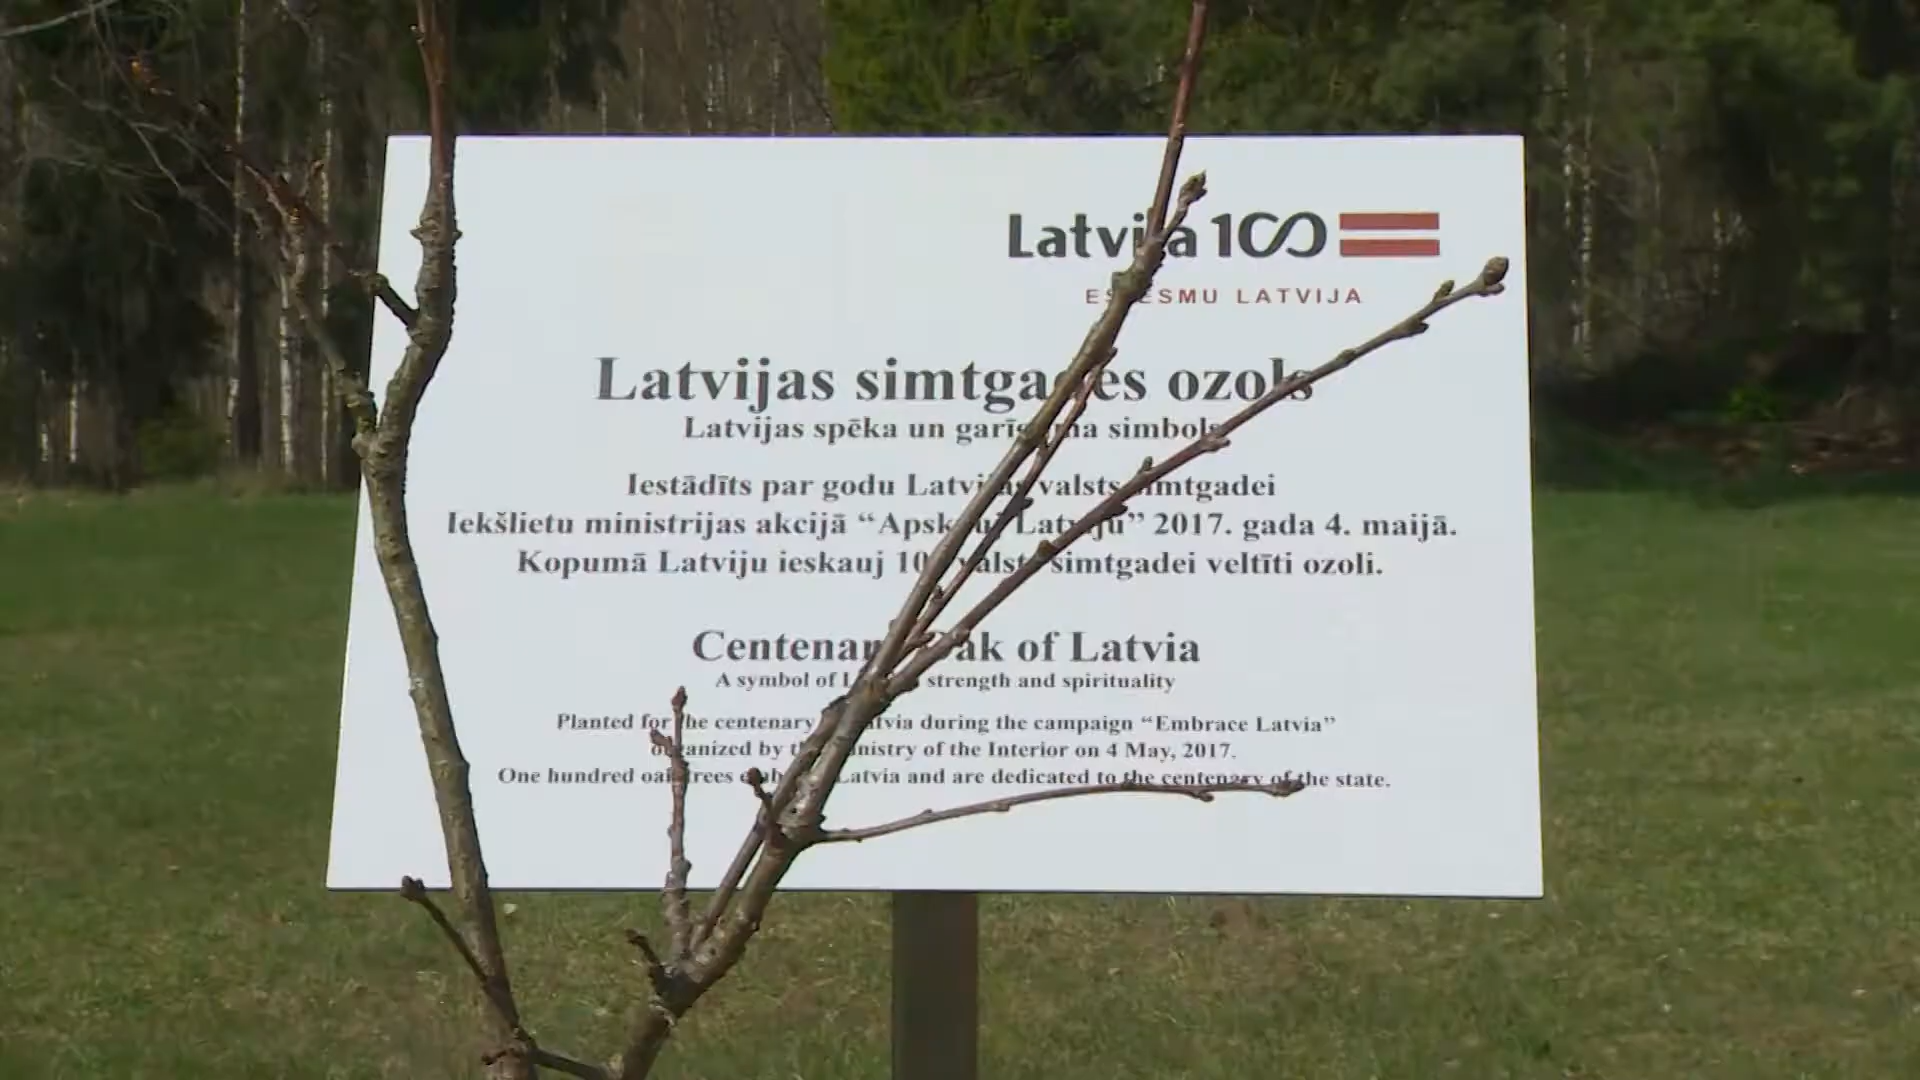 Latvija 100
ES ESMU LATVIJA
Latvijas simtgades ozols
Latvijas spēka un garīguma simbols
Iestādīts par godu Latvijas valsts simtgadei
Iekšlietu ministrijas akcijā “Apskauj Latviju” 2017. gada 4. maijā.
Kopumā Latviju ieskauj 100 valsts simtgadei veltīti ozoli.
Centenary Oak of Latvia
A symbol of strength and spirituality
Planted for the centenary of Latvia during the campaign “Embrace Latvia”
organized by the Ministry of the Interior on 4 May, 2017.
One hundred oak trees Latvia and are dedicated to the centenary of the state.